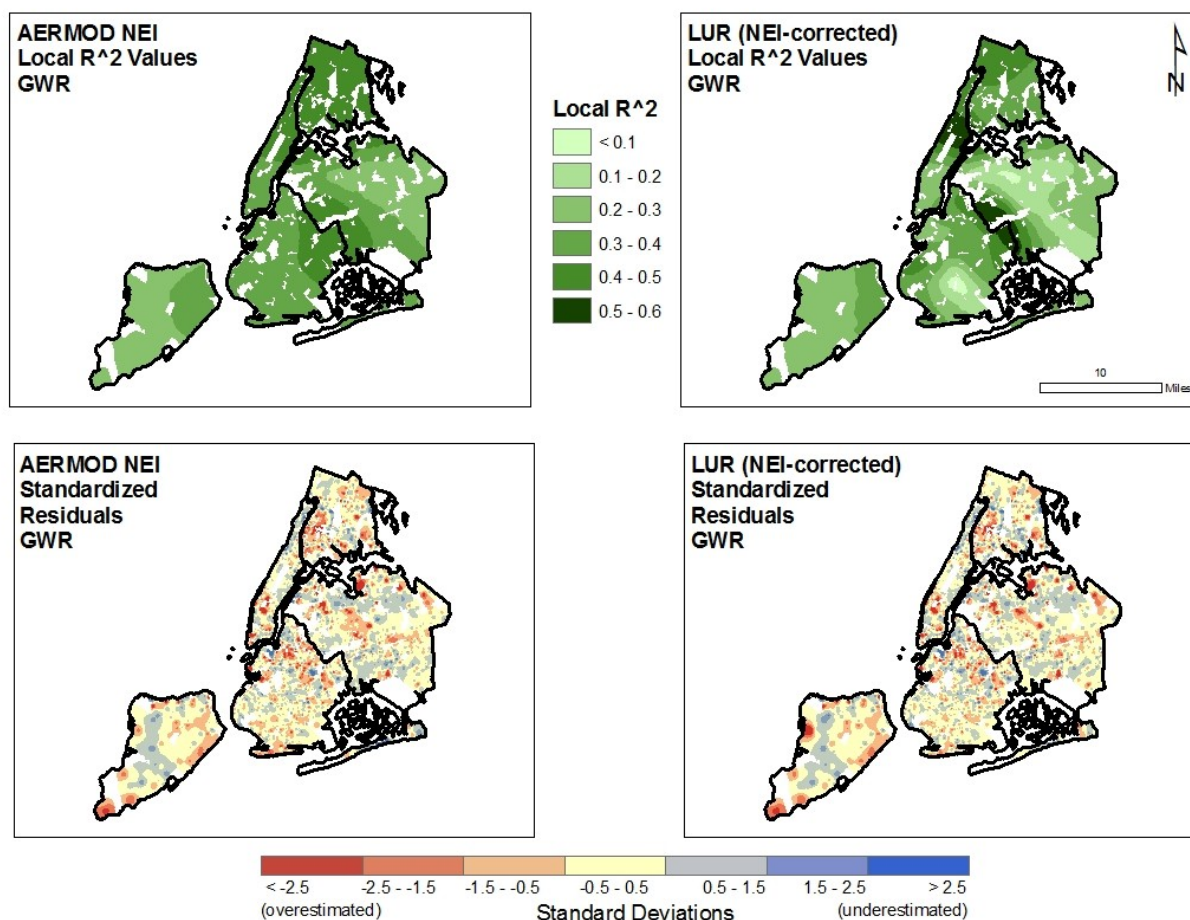 AERMOD NEI
Local R^2 Values
GWR
LUR (NEI-corrected)
Local R^2 Values
GWR
N
Local R^2
< 0.1
0.1 - 0.2
0.2 - 0.3
0.3 - 0.4
0.4 - 0.5
0.5 - 0.6
10
Miles
AERMOD NEI
Standardized
Residuals
GWR
LUR (NEI-corrected)
Standardized
Residuals
GWR
< -2.5 -2.5 - -1.5 -1.5 - -0.5 -0.5 - 0.5 0.5 - 1.5 1.5 - 2.5 > 2.5
(overestimated) Standard Deviations (underestimated)